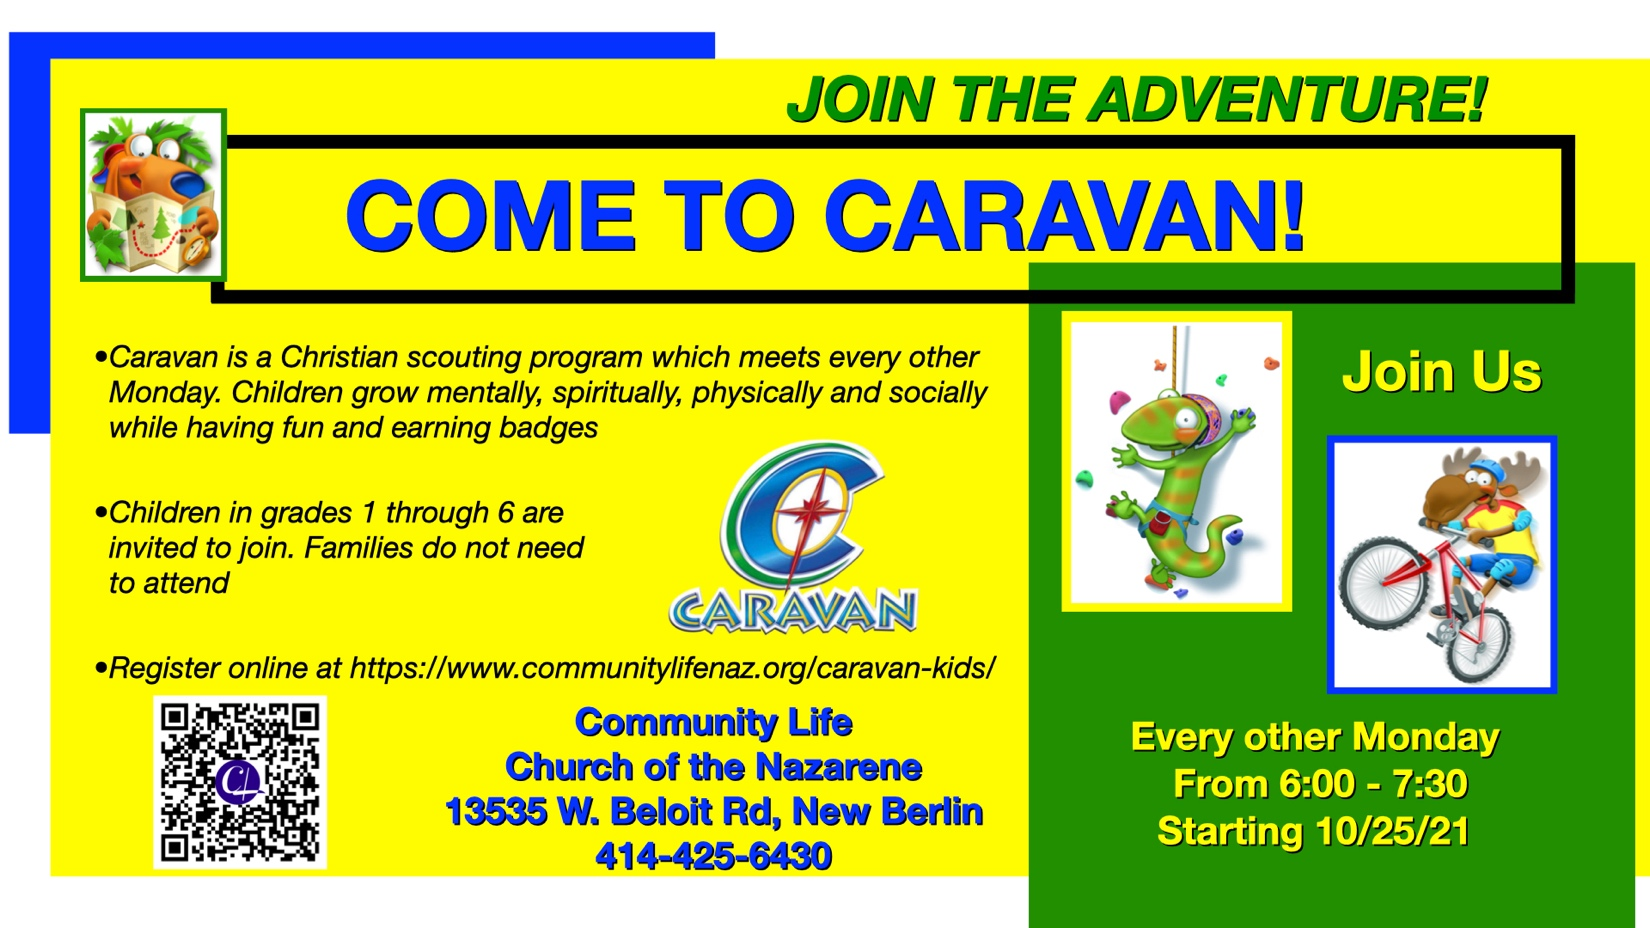 JOIN THE ADVENTURE!
COME TO CARAVAN!
•Caravan is a Christian scouting program which meets every other
Monday. Children grow mentally, spiritually, physically and socially
while having fun and earning badges
•Children in grades 1 through 6 are
invited to join. Families do not need
to attend
CARAVAN
•Register online at https://www.communitylifenaz.org/caravan-kids/
CL
Community Life
Church of the Nazarene
13535 W. Beloit Rd, New Berlin
414-425-6430
Join Us
Every other Monday
From 6:00 - 7:30
Starting 10/25/21